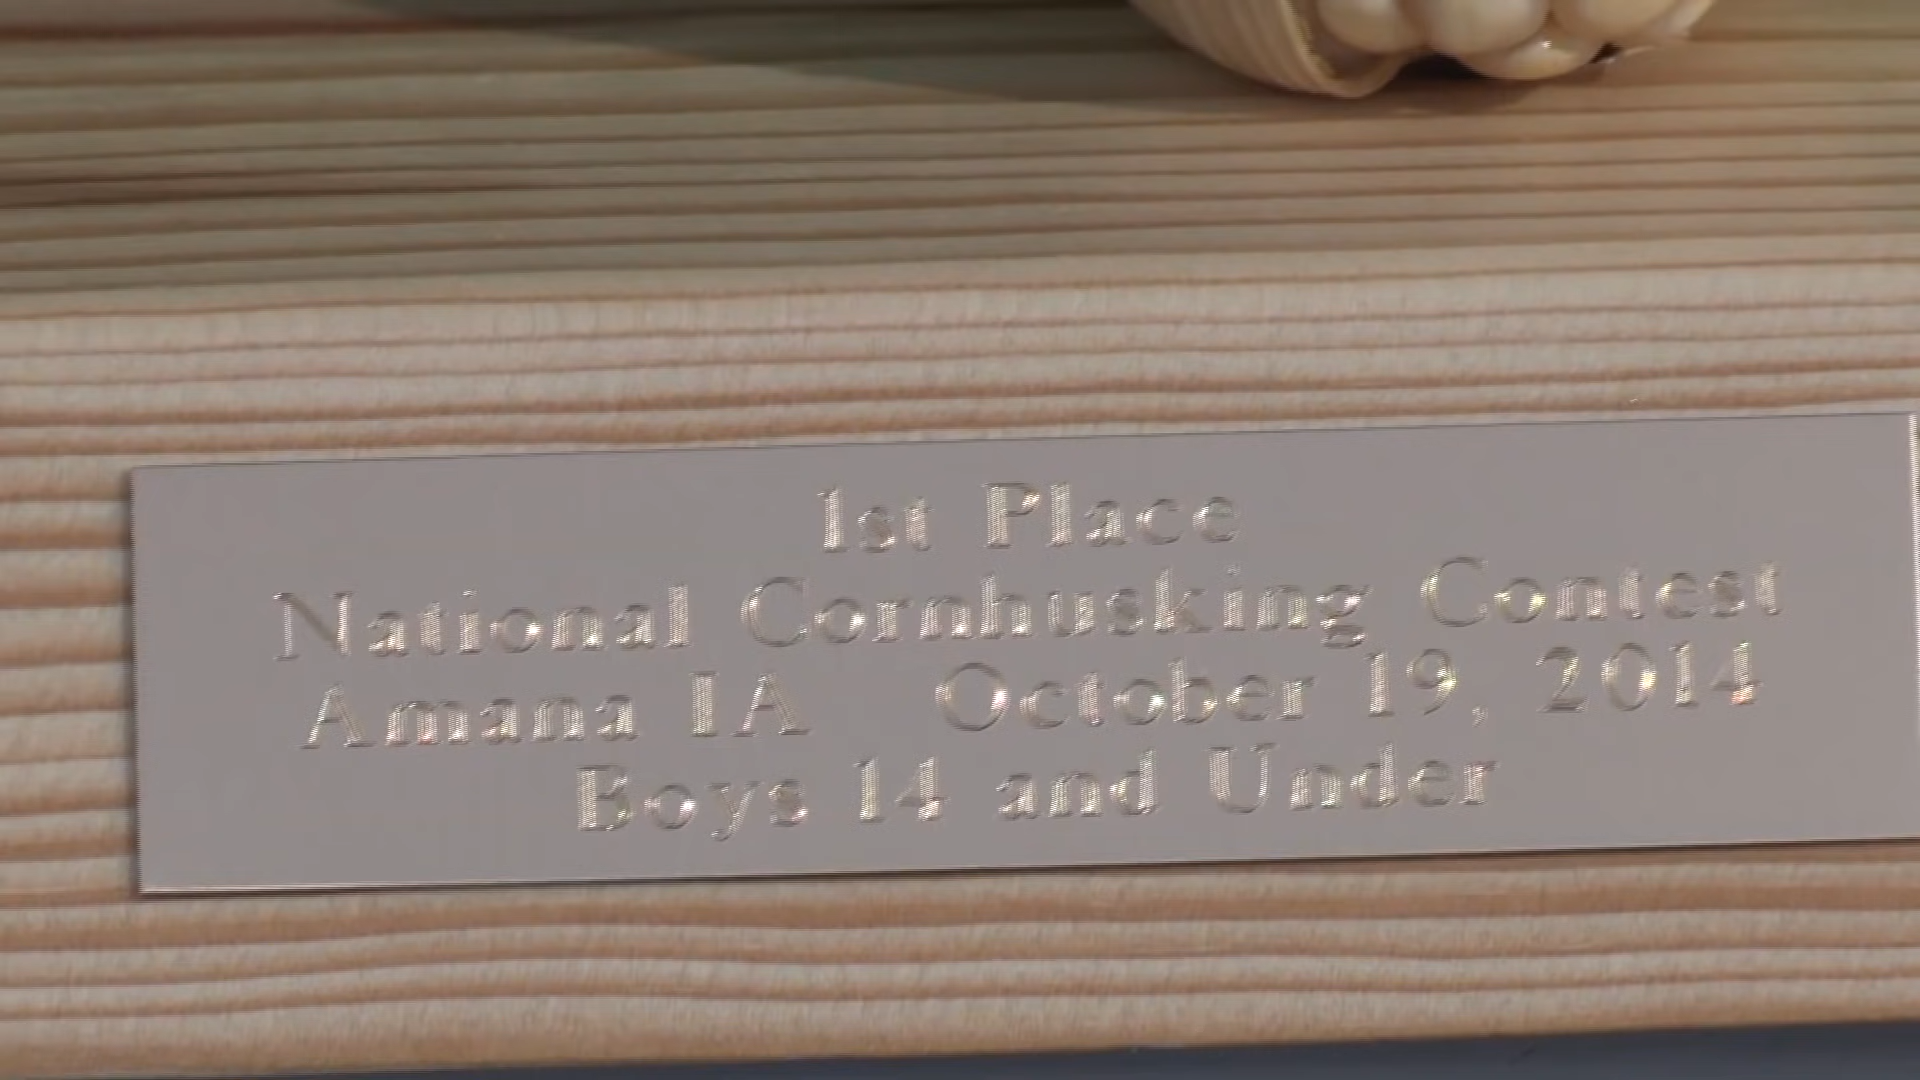 1st Place
National Cornhusking Contest
Amana IA October 19, 2014
Boys 14 and Under